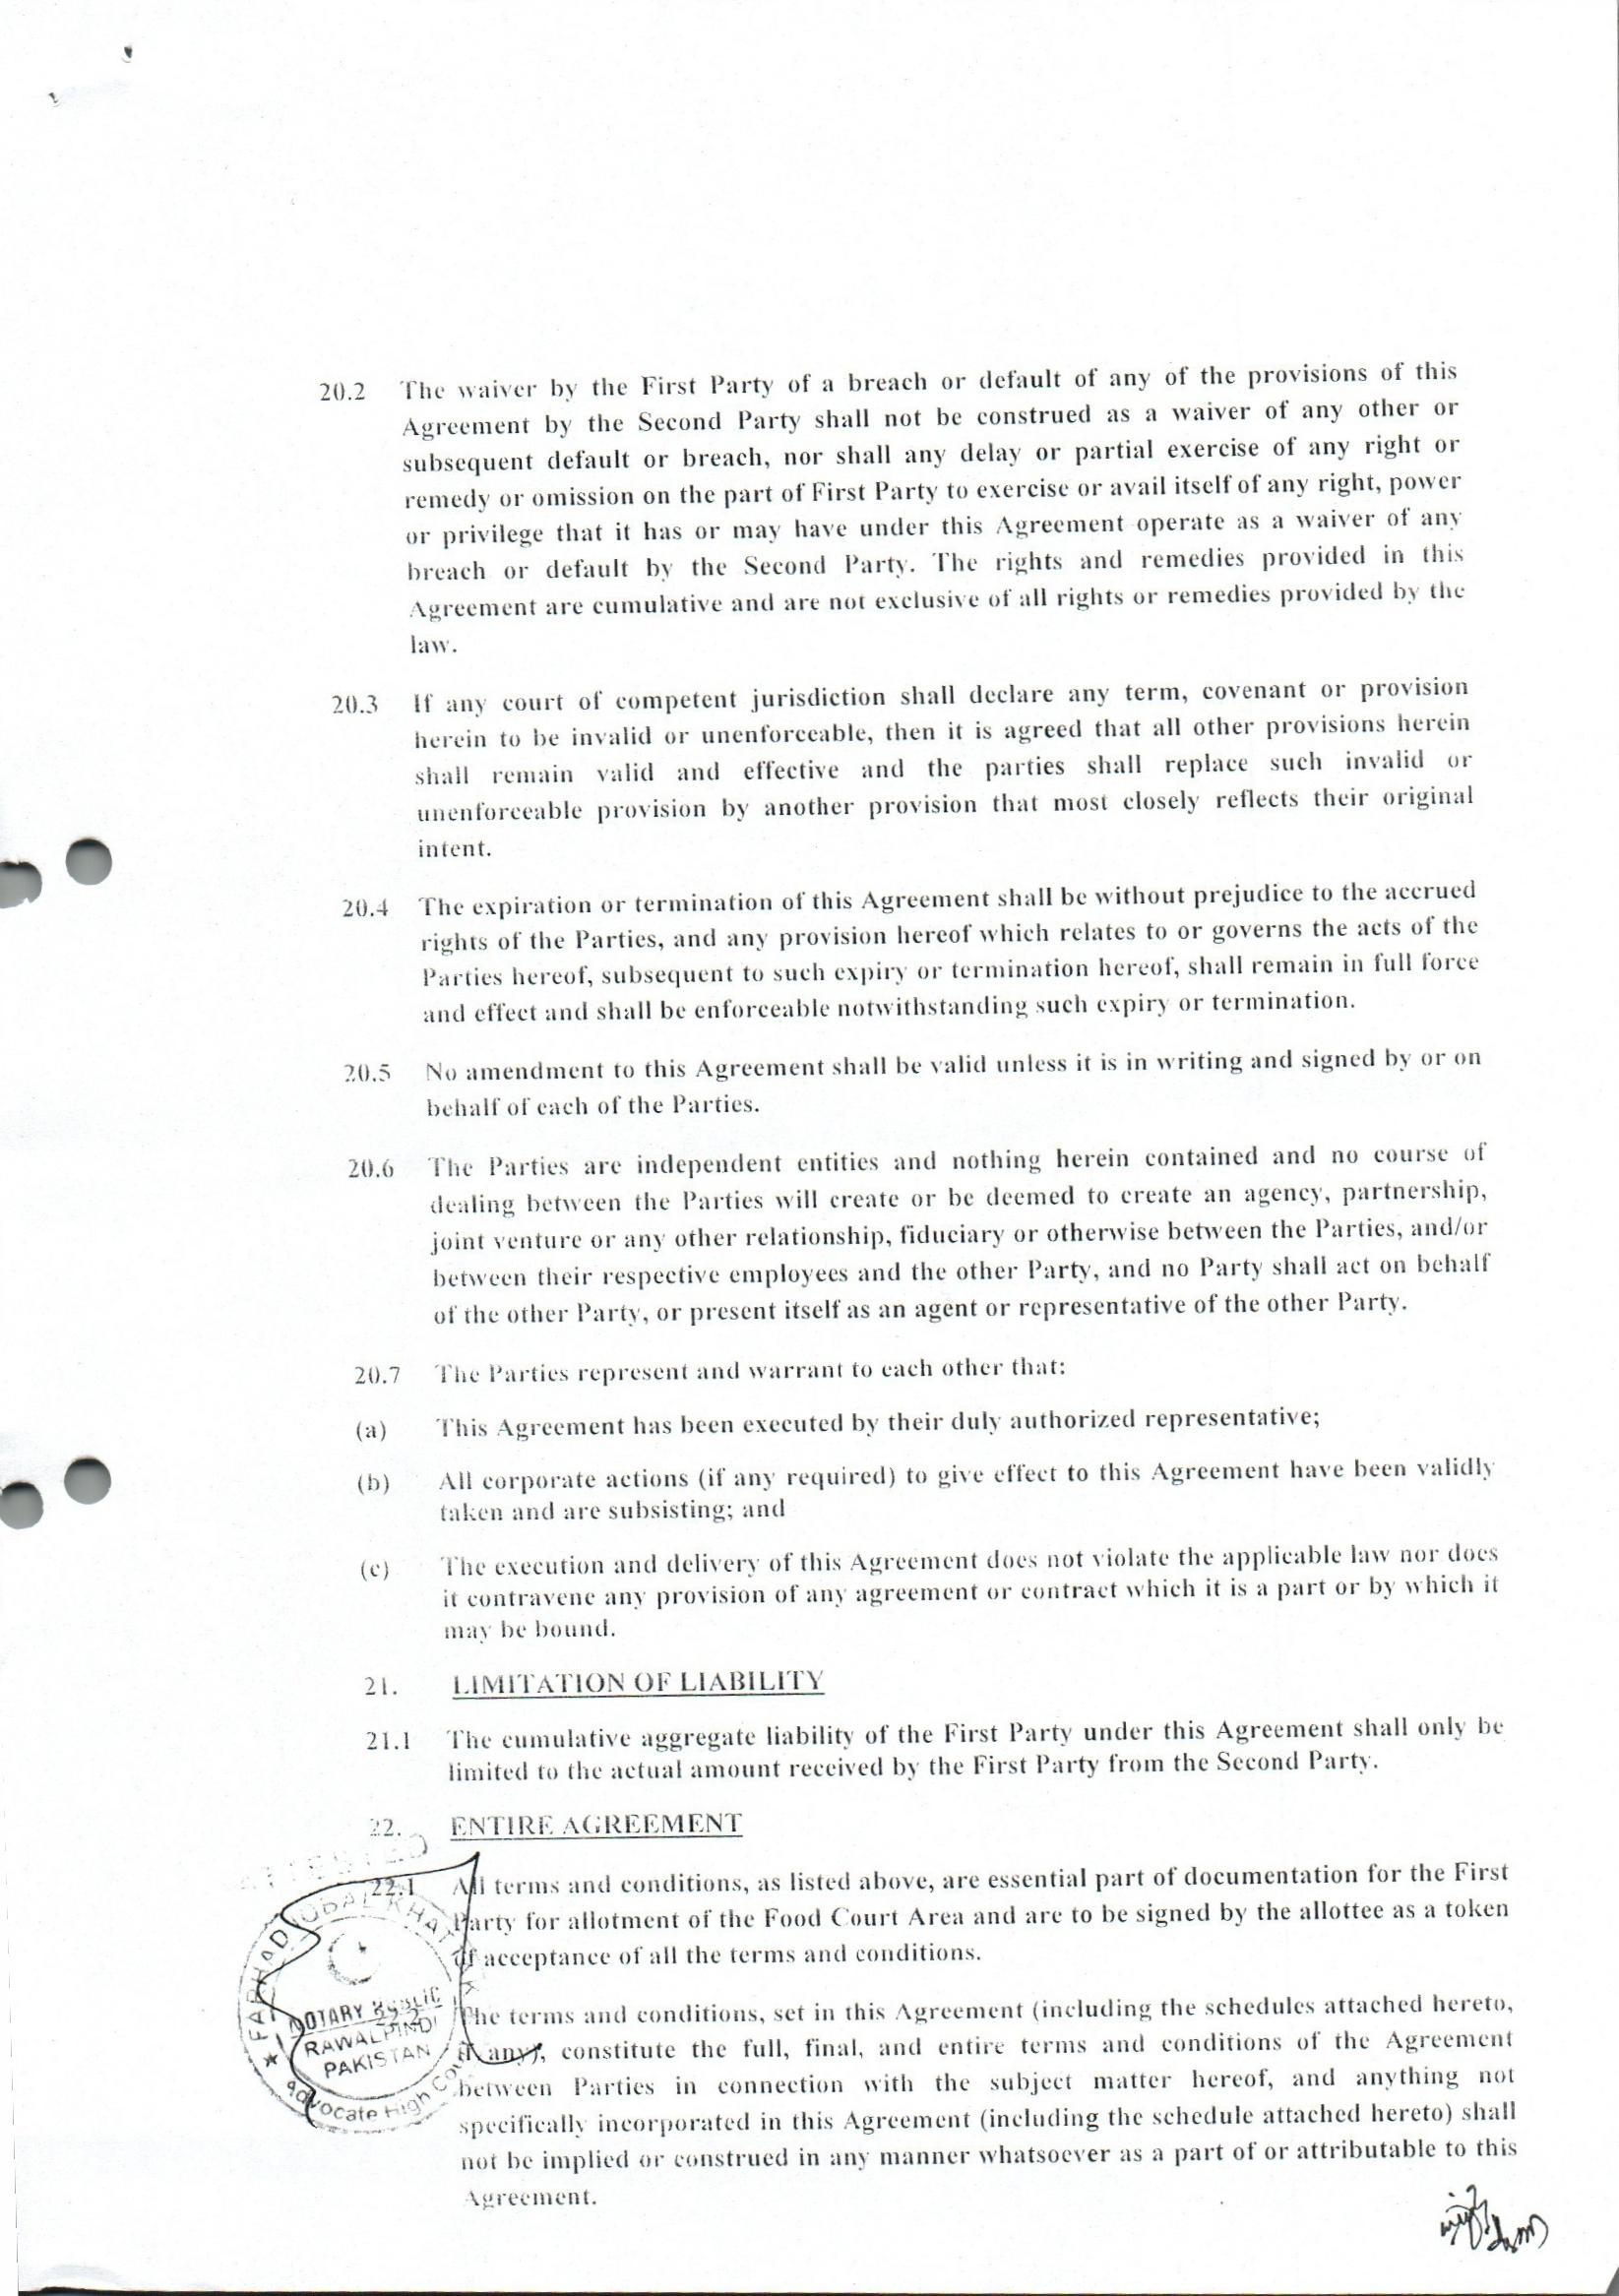 20.2 The waiver by the First Party of a breach or default of any of the provisions of this
Agreement by the Second Party shall not be construed as a waiver of any other or
subsequent default or breach, nor shall any delay or partial exercise of any right or
remedy or omission on the part of First Party to exercise or avail itself of any right, power
or privilege that it has or may have under this Agreement operate as a waiver of any
breach or default by the Second Party. The rights and remedies provided in this
Agreement are cumulative and are not exclusive of all rights or remedies provided by the
law.
20.3 If any court of competent jurisdiction shall declare any term, covenant or provision
herein to be invalid or unenforceable, then it is agreed that all other provisions herein
shall remain valid and effective and the parties shall replace such invalid or
unenforceable provision by another provision that most closely reflects their original
intent.
20.4 The expiration or termination of this Agreement shall be without prejudice to the accrued
rights of the Parties, and any provision hereof which relates to or governs the acts of the
Parties hereof, subsequent to such expiry or termination hereof, shall remain in full force
and effect and shall be enforceable notwithstanding such expiry or termination.
20.5 No amendment to this Agreement shall be valid unless it is in writing and signed by or on
behalf of each of the Parties.
20.6 The Parties are independent entities and nothing herein contained and no course of
dealing between the Parties will create or be deemed to create an agency, partnership,
joint venture or any other relationship, fiduciary or otherwise between the Parties, and/or
between their respective employees and the other Party, and no Party shall act on behalf
of the other Party, or present itself as an agent or representative of the other Party.
20.7 The Parties represent and warrant to each other that:
(a) This Agreement has been executed by their duly authorized representative;
(b) All corporate actions (if any required) to give effect to this Agreement have been validly
taken and are subsisting; and
(c) The execution and delivery of this Agreement does not violate the applicable law nor does
it contravene any provision of any agreement or contract which it is a part or by which it
may be bound.
21. LIMITATION OF LIABILITY
21.1 The cumulative aggregate liability of the First Party under this Agreement shall only be
limited to the actual amount received by the First Party from the Second Party.
22. ENTIRE AGREEMENT
ATTESTED
22.1 All terms and conditions, as listed above, are essential part of documentation for the First
Party for allotment of the Food Court Area and are to be signed by the allottee as a token
of acceptance of all the terms and conditions.
22.2 The terms and conditions, set in this Agreement (including the schedules attached hereto,
if any), constitute the full, final, and entire terms and conditions of the Agreement
between Parties in connection with the subject matter hereof, and anything not
specifically incorporated in this Agreement (including the schedule attached hereto) shall
not be implied or construed in any manner whatsoever as a part of or attributable to this
Agreement.
NOTARY PUBLIC
RAWALPINDI
PAKISTAN
Advocate High